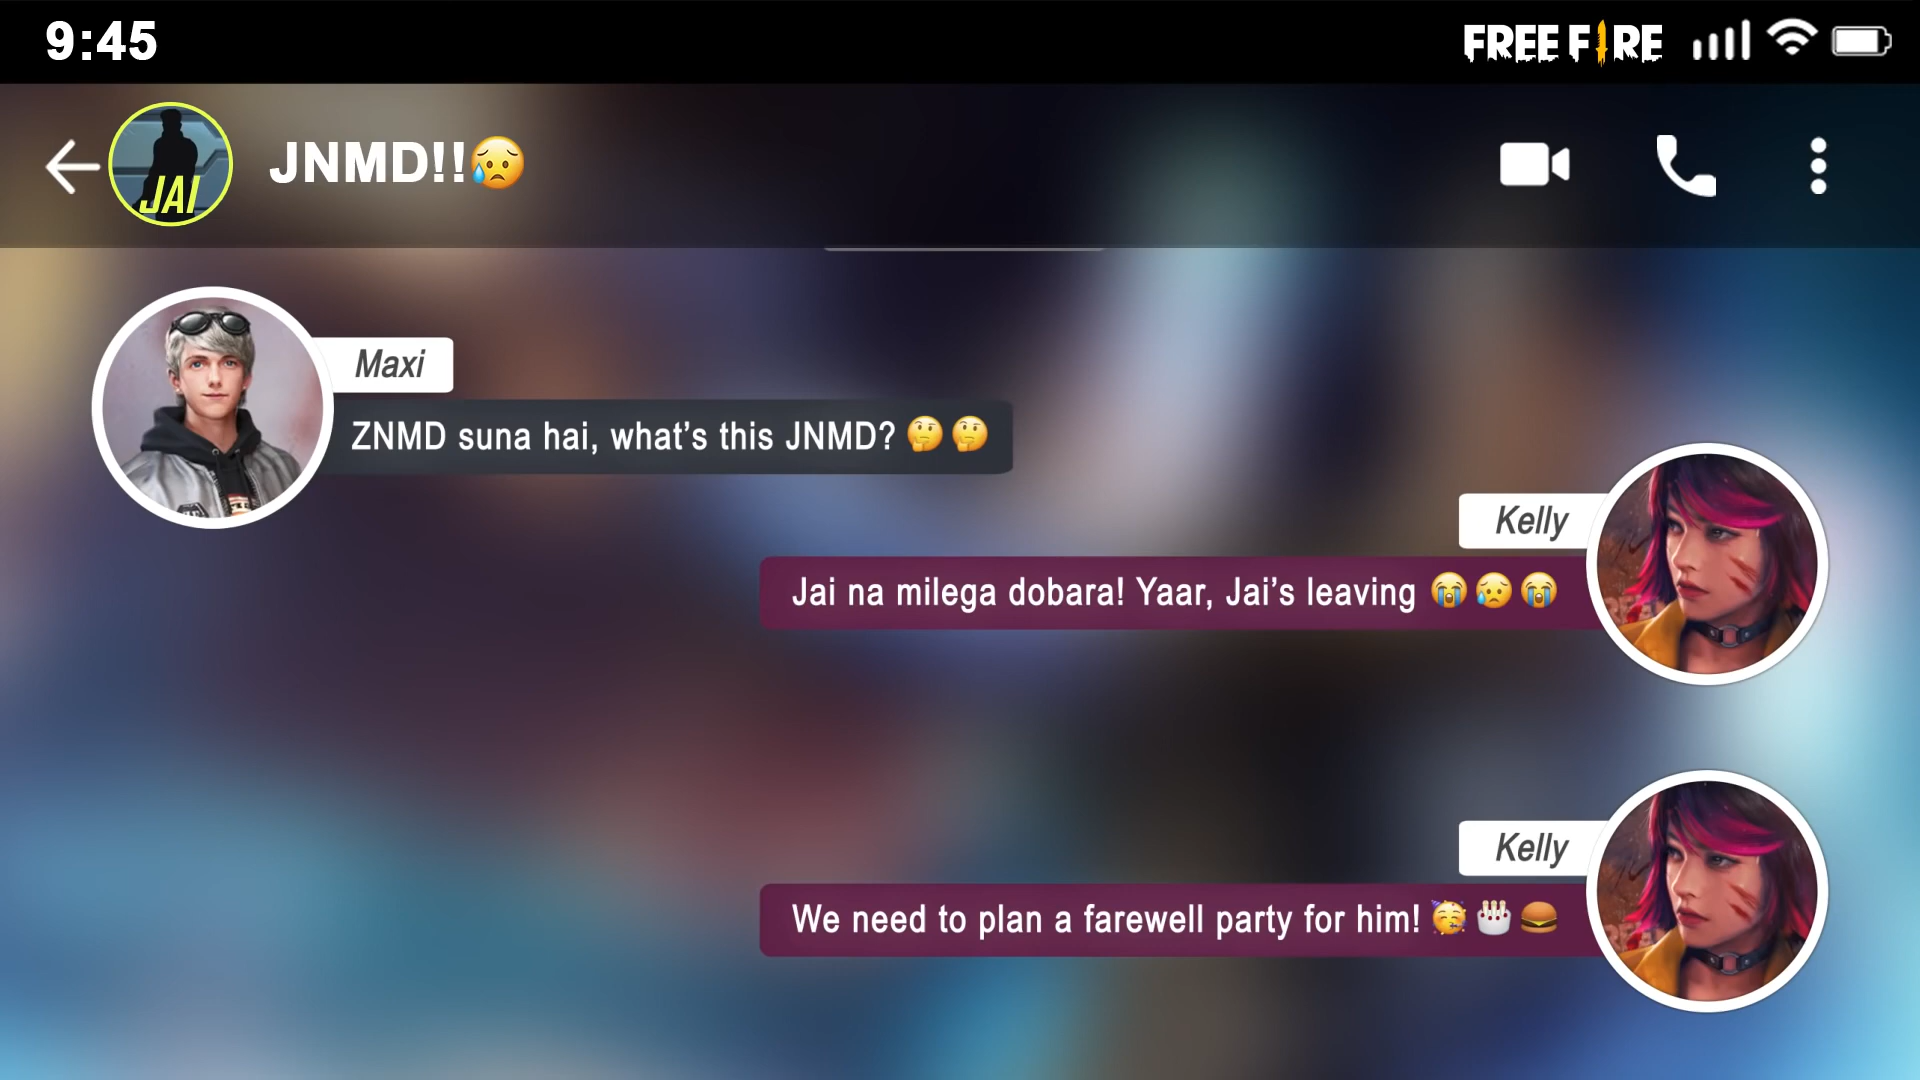 9:45
FREE FIRE
JAI
JNMD!!😥
Maxi
ZNMD suna hai, what's this JNMD? 🤔🤔
Kelly
Jai na milega dobara! Yaar, Jai's leaving 😭😥😭
Kelly
We need to plan a farewell party for him! 🥳🎂🍔